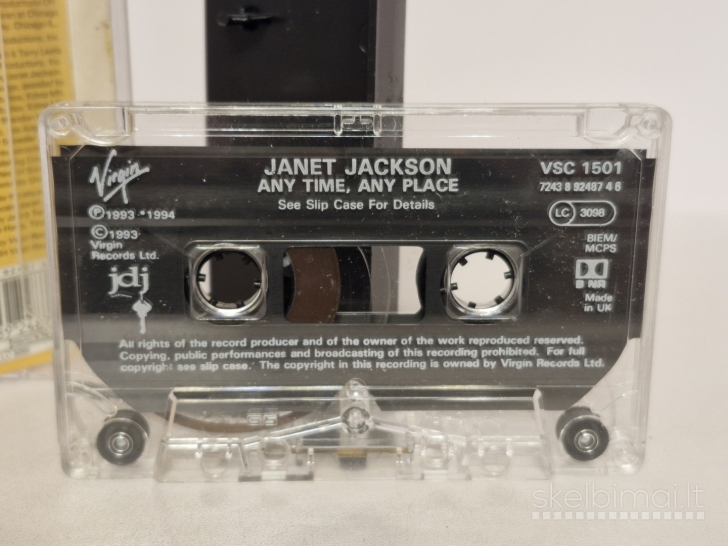 Virgin
JANET JACKSON
ANY TIME, ANY PLACE
See Slip Case For Details
VSC 1501
7243 8 92487 4 6
LC 3098
Ⓟ1993 - 1994
©1993
Virgin
Records Ltd.
jdj
BIEM/
MCPS
B NR
Made
in UK
All rights of the record producer and of the owner of the work reproduced reserved.
Copying, public performances and broadcasting of this recording prohibited. For full
copyright see slip case. The copyright in this recording is owned by Virgin Records Ltd.
skelbimai.lt